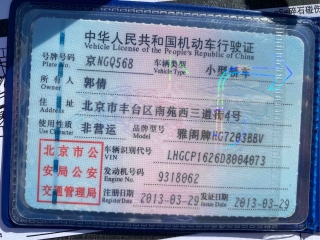 中华人民共和国机动车行驶证
Vehicle License of the People's Republic of China
号牌号码 京NGQ568 车辆类型 小型轿车
Plate No. Vehicle Type
所有人 郭倩
Owner
住址 北京市丰台区南苑西三道街4号
Address
使用性质 非营运 品牌型号 雅阁牌HG7203BBV
Use Character Model
北京市公安局公安交通管理局
车辆识别代号 LHGCP1626D8004073
VIN
发动机号码 9318062
Engine No.
注册日期 2013-03-29 发证日期 2013-03-29
Register Date Issue Date